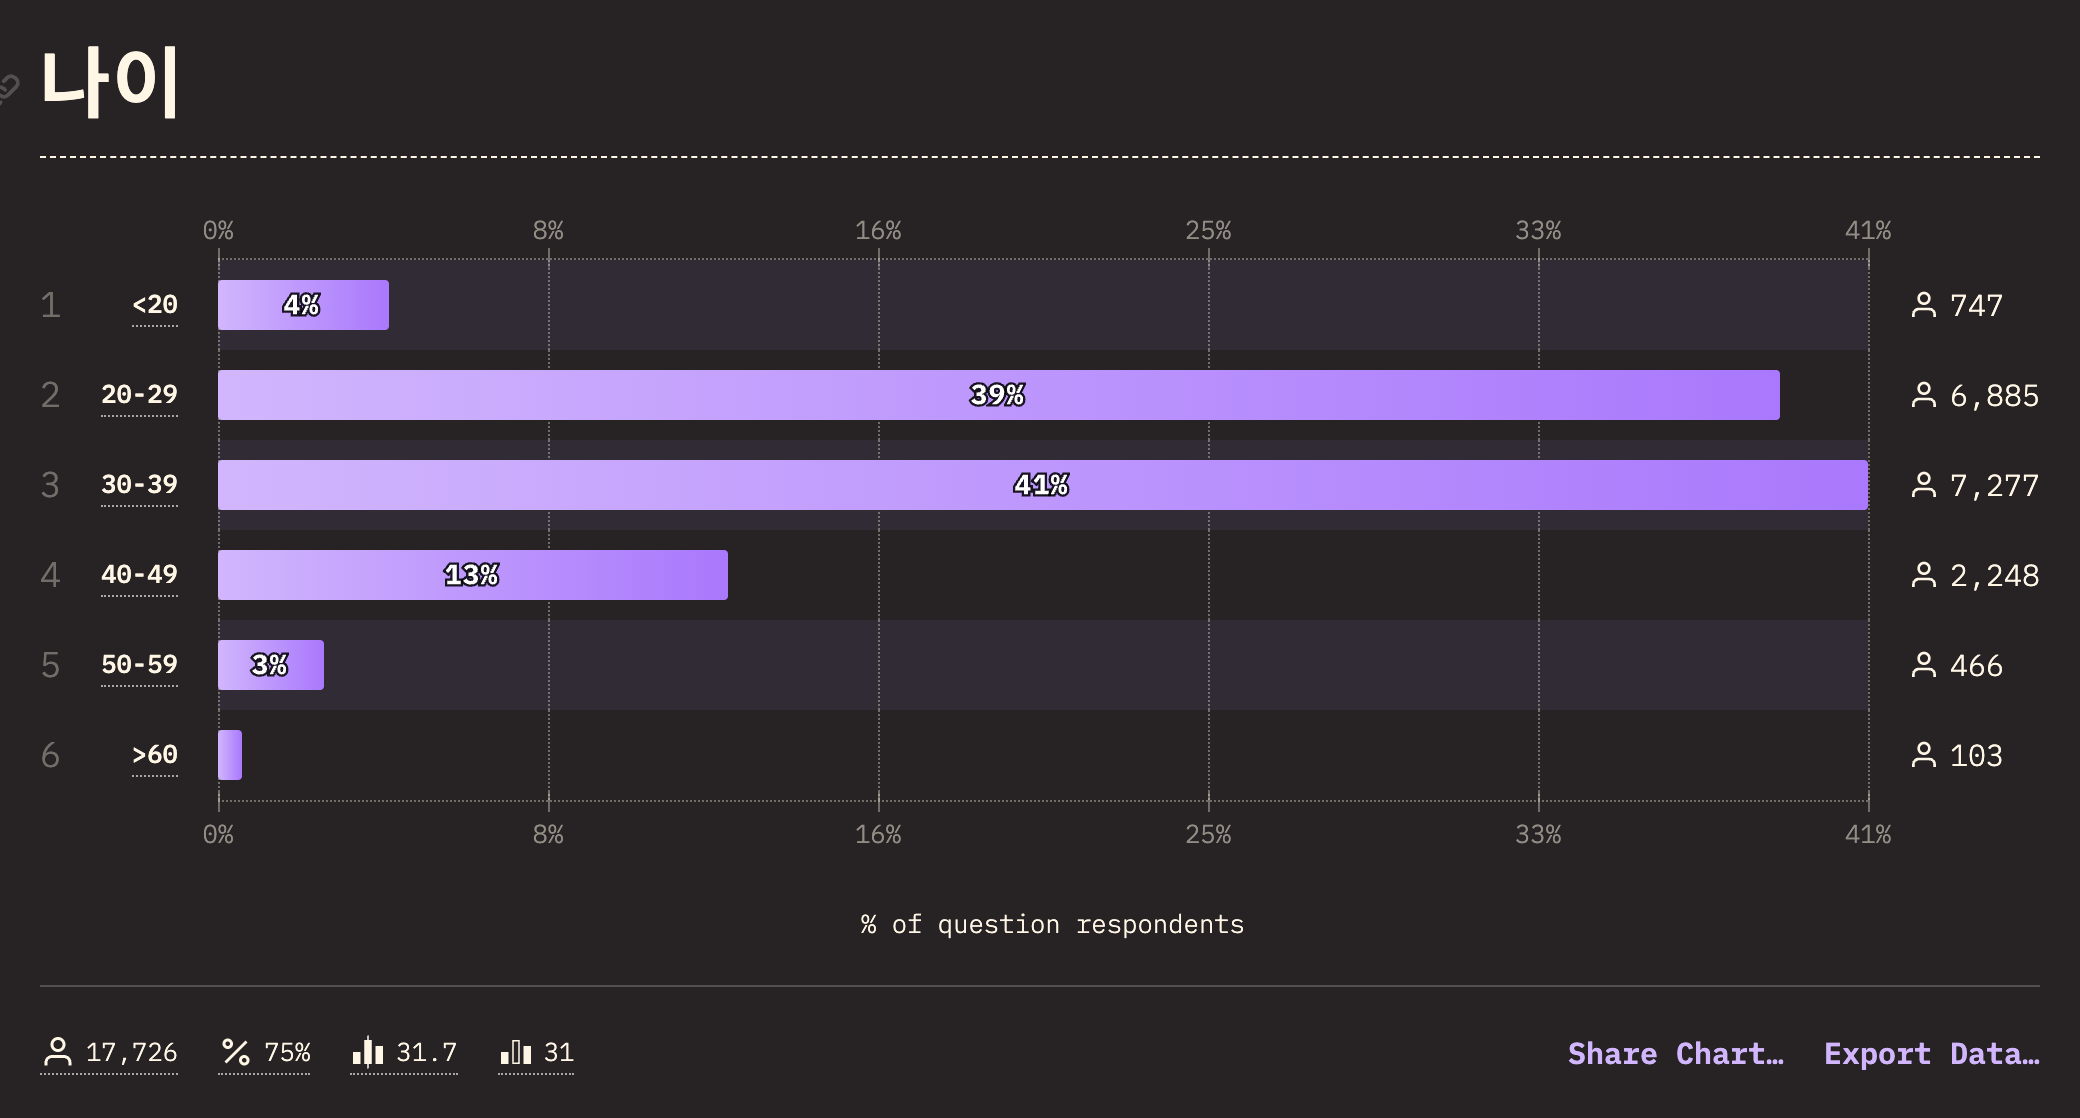 나이
0% 8% 16% 25% 33% 41%
1 <20 4% 747
2 20-29 39% 6,885
3 30-39 41% 7,277
4 40-49 13% 2,248
5 50-59 3% 466
6 >60 103
0% 8% 16% 25% 33% 41%
% of question respondents
17,726 75% 31.7 31 Share Chart… Export Data…